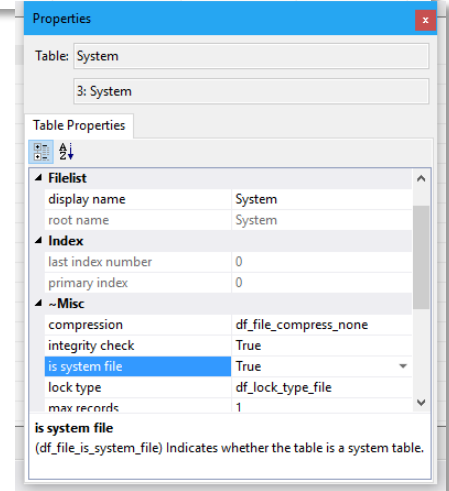 Properties
x
Table: System
3: System
Table Properties
Filelist
display name System
root name System
Index
last index number 0
primary index 0
~Misc
compression df_file_compress_none
integrity check True
is system file True
lock type df_lock_type_file
max records 1
is system file
(df_file_is_system_file) Indicates whether the table is a system table.